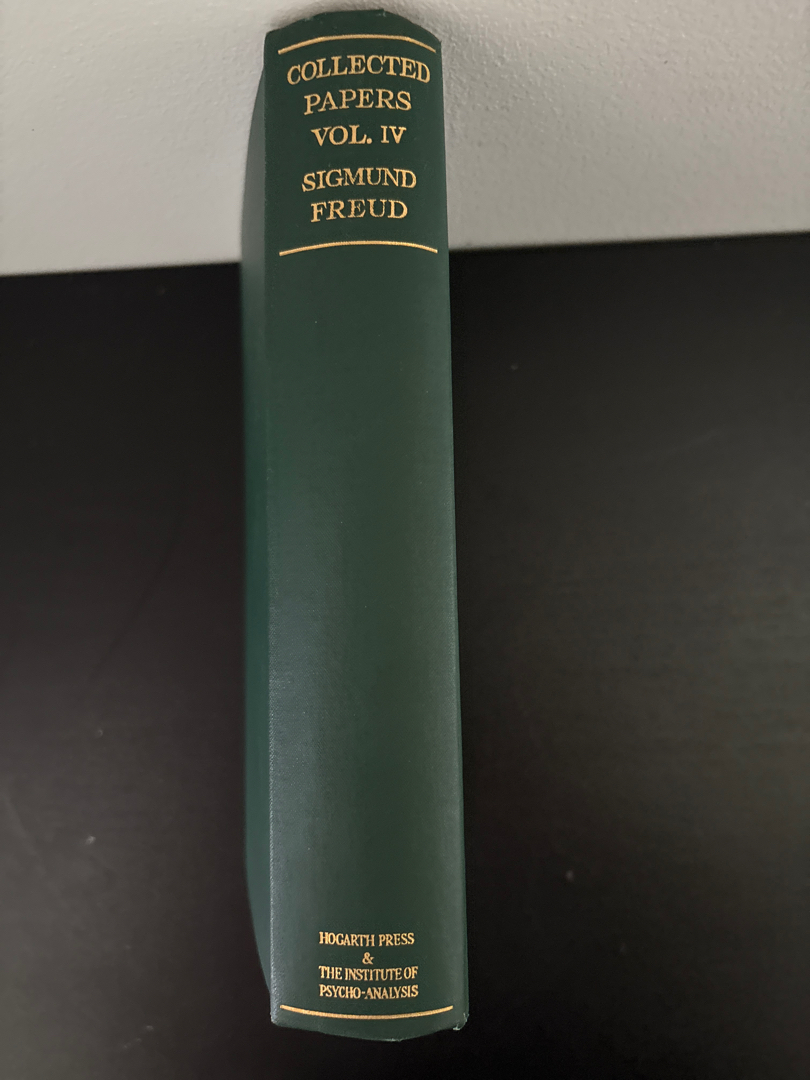 COLLECTED
PAPERS
VOL. IV
SIGMUND
FREUD
HOGARTH PRESS
&
THE INSTITUTE OF
PSYCHO-ANALYSIS